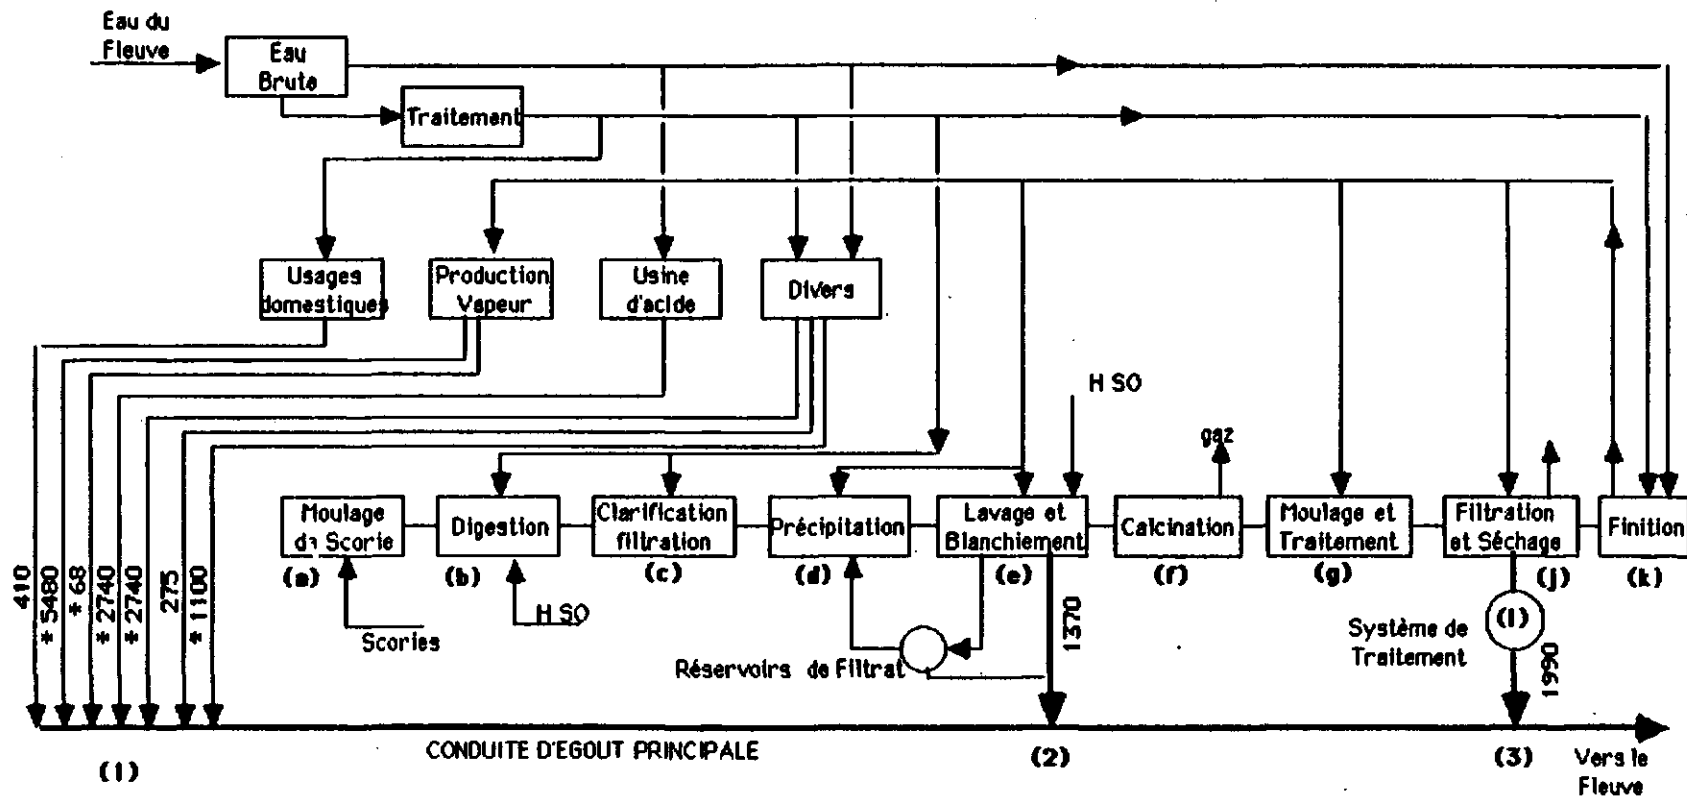 Eau du
Fleuve
Eau
Brute
Traitement
Usages
domestiques
Production
Vapeur
Usine
d'acide
Divers
H SO
gaz
Moulage
da Scorie
Digestion
Clarification
filtration
Précipitation
Lavage et
Blanchiement
Calcination
Moulage et
Traitement
Filtration
et Séchage
Finition
(a)
(b)
(c)
(d)
(e)
(f)
(g)
(j)
(k)
410
* 5480
* 68
* 2740
* 2740
275
* 1100
Scories
H SO
Réservoirs de Filtrat
1370
Système de
Traitement
(l)
1990
CONDUITE D'EGOUT PRINCIPALE
(1)
(2)
(3)
Vers le
Fleuve